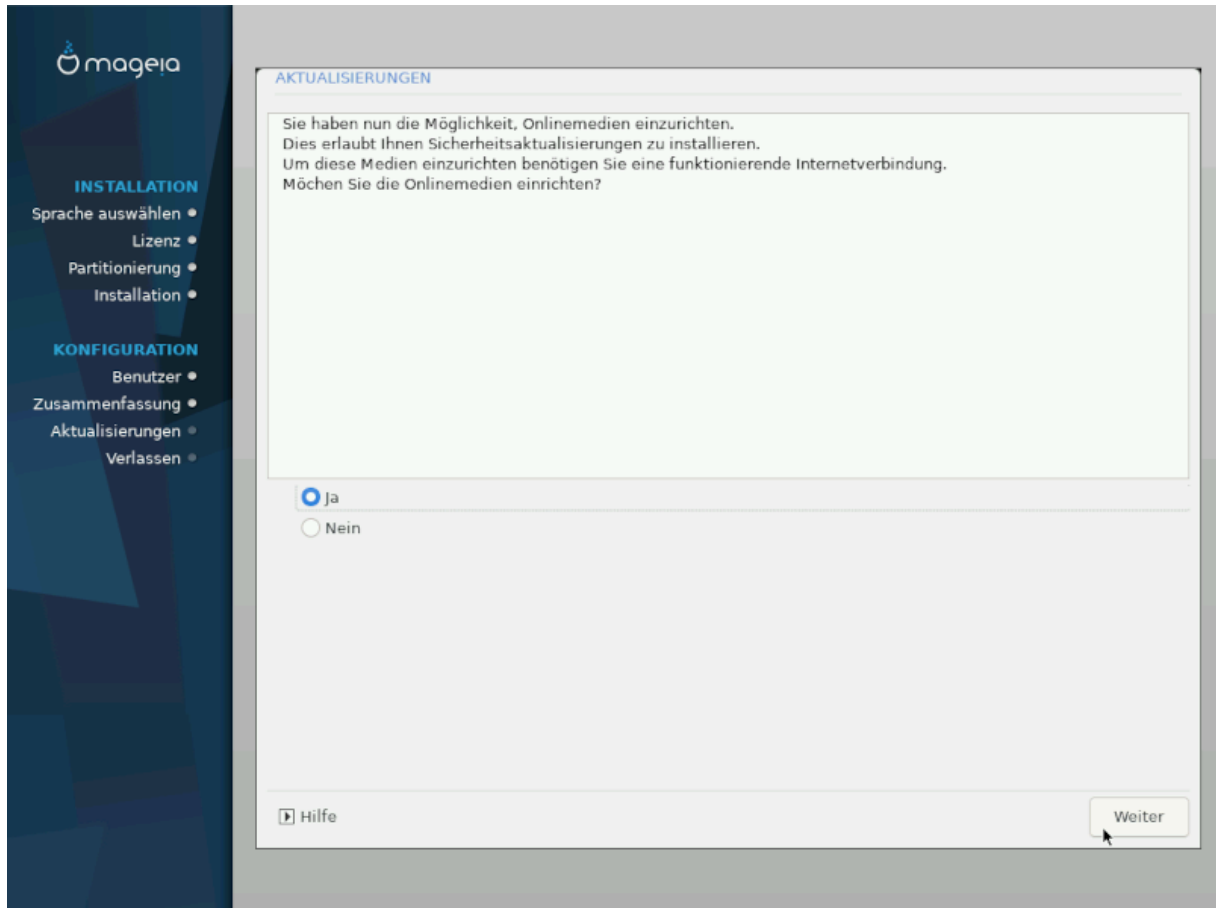 mageia
INSTALLATION
Sprache auswählen
Lizenz
Partitionierung
Installation
KONFIGURATION
Benutzer
Zusammenfassung
Aktualisierungen
Verlassen
AKTUALISIERUNGEN
Sie haben nun die Möglichkeit, Onlinemedien einzurichten.
Dies erlaubt Ihnen Sicherheitsaktualisierungen zu installieren.
Um diese Medien einzurichten benötigen Sie eine funktionierende Internetverbindung.
Möchen Sie die Onlinemedien einrichten?
Ja
Nein
Hilfe
Weiter